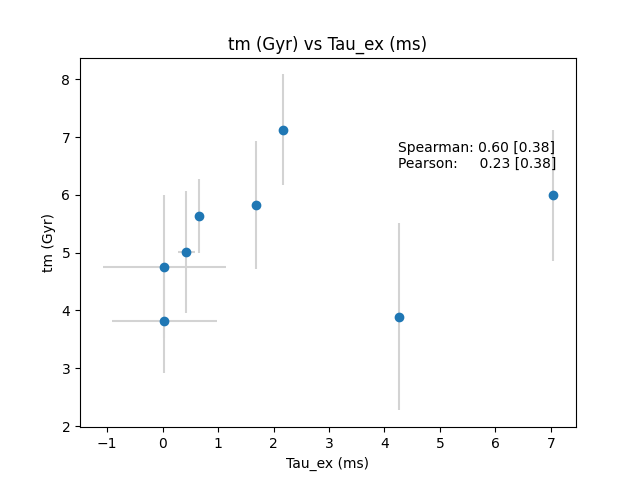 tm (Gyr) vs Tau_ex (ms)
8
7
6
5
4
3
2
tm (Gyr)
Spearman: 0.60 [0.38]
Pearson: 0.23 [0.38]
−1 0 1 2 3 4 5 6 7
Tau_ex (ms)